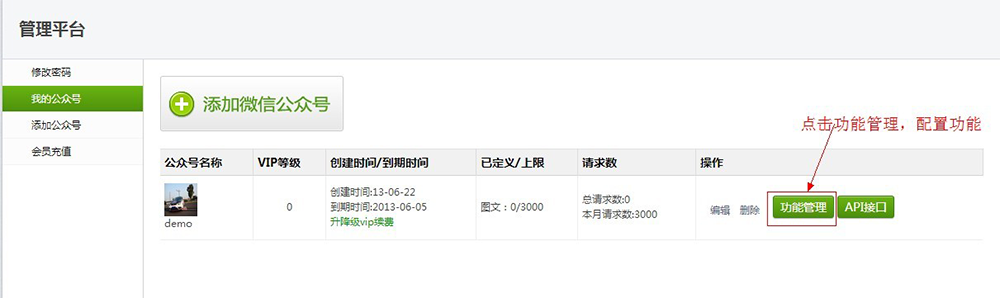 管理平台
修改密码
我的公众号
添加公众号
会员充值
添加微信公众号
点击功能管理，配置功能
公众号名称 VIP等级 创建时间/到期时间 已定义/上限 请求数 操作
demo
0
创建时间:13-06-22
到期时间:2013-06-05
升降级vip续费
图文：0/3000
总请求数:0
本月请求数:3000
编辑 删除 功能管理 API接口